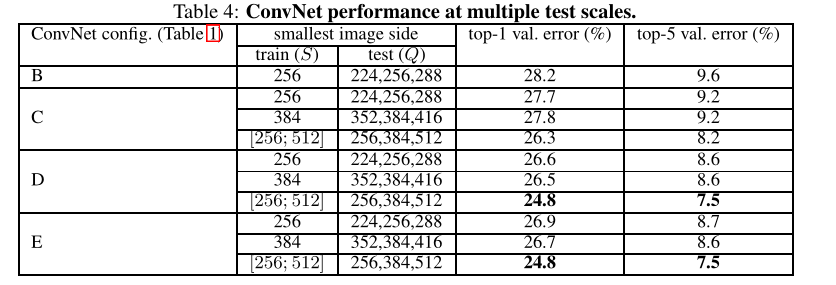 Table 4: ConvNet performance at multiple test scales.
ConvNet config. (Table 1) smallest image side top-1 val. error (%) top-5 val. error (%)
train (S) test (Q)
B 256 224,256,288 28.2 9.6
256 224,256,288 27.7 9.2
C 384 352,384,416 27.8 9.2
[256; 512] 256,384,512 26.3 8.2
256 224,256,288 26.6 8.6
D 384 352,384,416 26.5 8.6
[256; 512] 256,384,512 24.8 7.5
256 224,256,288 26.9 8.7
E 384 352,384,416 26.7 8.6
[256; 512] 256,384,512 24.8 7.5